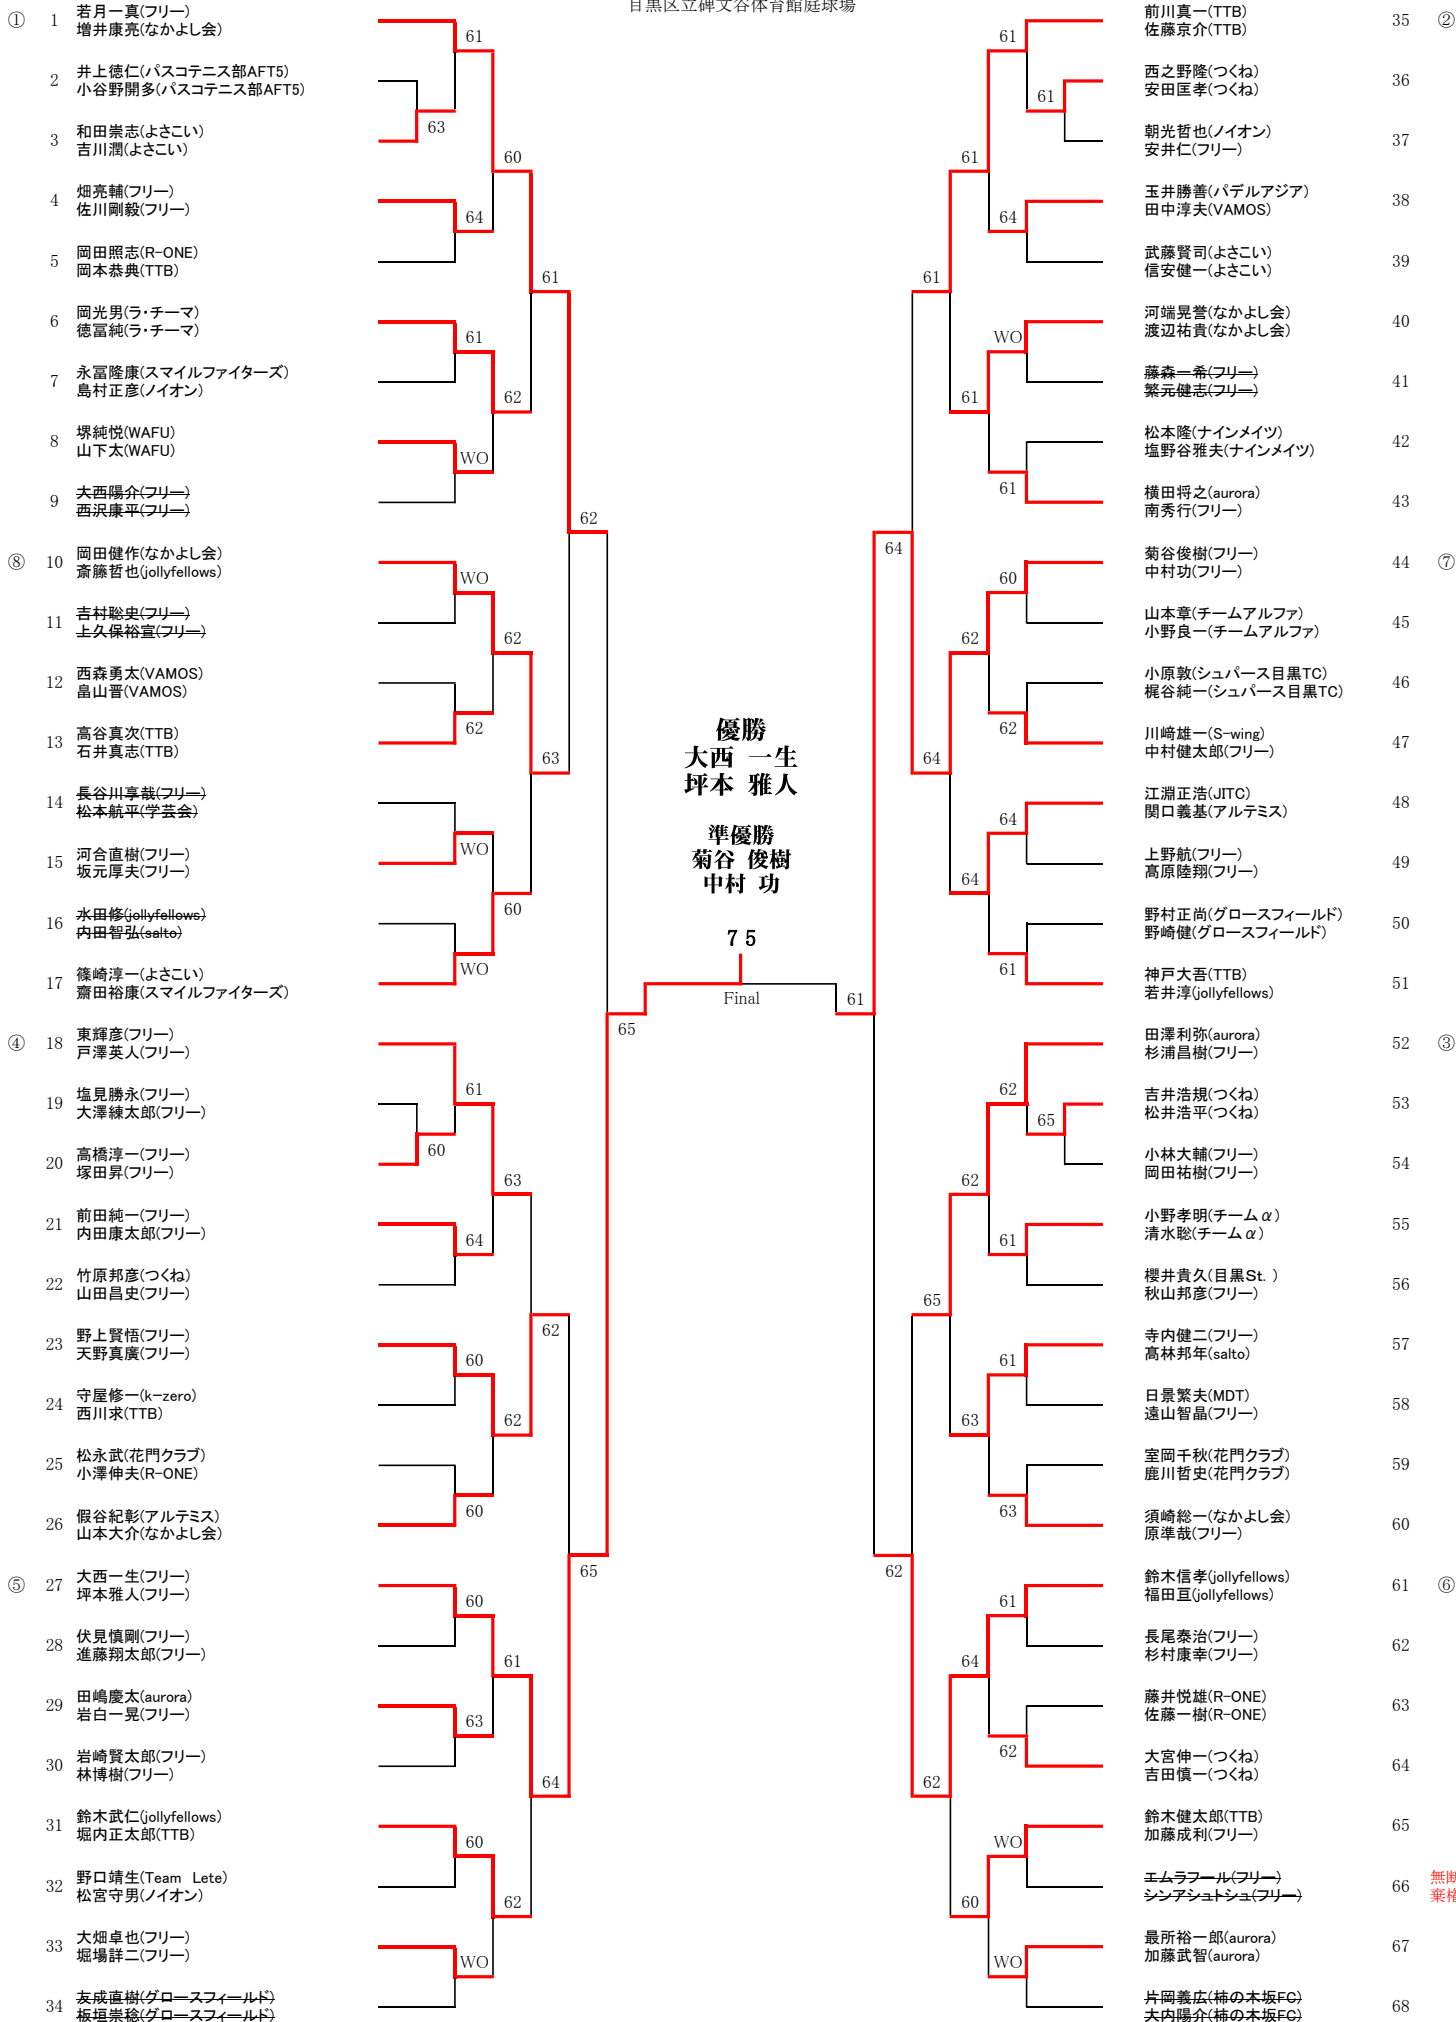 目黒区立碑文谷体育館庭球場
① 1 若月一真(フリー)
増井康亮(なかよし会)
61
2 井上徳仁(パスコテニス部AFT5)
小谷野開多(パスコテニス部AFT5)
63
3 和田崇志(よさこい)
吉川潤(よさこい)
60
4 畑亮輔(フリー)
佐川剛毅(フリー)
64
5 岡田照志(R-ONE)
岡本恭典(TTB)
61
6 岡光男(ラ・チーマ)
徳冨純(ラ・チーマ)
61
7 永冨隆康(スマイルファイターズ)
島村正彦(ノイオン)
62
8 堺純悦(WAFU)
山下太(WAFU)
WO
9 大西陽介(フリー)
西沢康平(フリー)
62
⑧ 10 岡田健作(なかよし会)
斎藤哲也(jollyfellows)
WO
11 吉村聡史(フリー)
上久保裕宣(フリー)
62
12 西森勇太(VAMOS)
畠山晋(VAMOS)
62
13 高谷真次(TTB)
石井真志(TTB)
63
14 長谷川享哉(フリー)
松本航平(学芸会)
WO
15 河合直樹(フリー)
坂元厚夫(フリー)
60
16 水田修(jollyfellows)
内田智弘(salto)
WO
17 篠崎淳一(よさこい)
齋田裕康(スマイルファイターズ)
65
④ 18 東輝彦(フリー)
戸澤英人(フリー)
61
19 塩見勝永(フリー)
大澤練太郎(フリー)
60
20 高橋淳一(フリー)
塚田昇(フリー)
63
21 前田純一(フリー)
内田康太郎(フリー)
64
22 竹原邦彦(つくね)
山田昌史(フリー)
62
23 野上賢悟(フリー)
天野真廣(フリー)
60
24 守屋修一(k-zero)
西川求(TTB)
62
25 松永武(花門クラブ)
小澤伸夫(R-ONE)
60
26 假谷紀彰(アルテミス)
山本大介(なかよし会)
65
⑤ 27 大西一生(フリー)
坪本雅人(フリー)
60
28 伏見慎剛(フリー)
進藤翔太郎(フリー)
61
29 田嶋慶太(aurora)
岩白一晃(フリー)
63
30 岩崎賢太郎(フリー)
林博樹(フリー)
64
31 鈴木武仁(jollyfellows)
堀内正太郎(TTB)
60
32 野口靖生(Team Lete)
松宮守男(ノイオン)
62
33 大畑卓也(フリー)
堀場詳二(フリー)
WO
34 友成直樹(グロースフィールド)
板垣崇稔(グロースフィールド)
優勝
大西 一生
坪本 雅人
準優勝
菊谷 俊樹
中村 功
7 5
Final
前川真一(TTB) 35 ②
佐藤京介(TTB)
61
西之野隆(つくね) 36
安田匡孝(つくね)
61
朝光哲也(ノイオン) 37
安井仁(フリー)
61
玉井勝善(パデルアジア) 38
田中淳夫(VAMOS)
64
武藤賢司(よさこい) 39
信安健一(よさこい)
61
河端晃誉(なかよし会) 40
渡辺祐貴(なかよし会)
WO
藤森一希(フリー) 41
繁元健志(フリー)
61
松本隆(ナインメイツ) 42
塩野谷雅夫(ナインメイツ)
61
横田将之(aurora) 43
南秀行(フリー)
64
菊谷俊樹(フリー) 44 ⑦
中村功(フリー)
60
山本章(チームアルファ) 45
小野良一(チームアルファ)
62
小原敦(シュパース目黒TC) 46
梶谷純一(シュパース目黒TC)
62
川﨑雄一(S-wing) 47
中村健太郎(フリー)
64
江淵正浩(JITC) 48
関口義基(アルテミス)
64
上野航(フリー) 49
髙原陸翔(フリー)
64
野村正尚(グロースフィールド) 50
野崎健(グロースフィールド)
61
神戸大吾(TTB) 51
若井淳(jollyfellows)
61
田澤利弥(aurora) 52 ③
杉浦昌樹(フリー)
62
吉井浩規(つくね) 53
松井浩平(つくね)
65
小林大輔(フリー) 54
岡田祐樹(フリー)
62
小野孝明(チームα) 55
清水聡(チームα)
61
櫻井貴久(目黒St.) 56
秋山邦彦(フリー)
65
寺内健二(フリー) 57
髙林邦年(salto)
61
日景繁夫(MDT) 58
遠山智晶(フリー)
63
室岡千秋(花門クラブ) 59
鹿川哲史(花門クラブ)
63
須崎総一(なかよし会) 60
原準哉(フリー)
62
鈴木信孝(jollyfellows) 61 ⑥
福田亘(jollyfellows)
61
長尾泰治(フリー) 62
杉村康幸(フリー)
64
藤井悦雄(R-ONE) 63
佐藤一樹(R-ONE)
62
大宮伸一(つくね) 64
吉田慎一(つくね)
62
鈴木健太郎(TTB) 65
加藤成利(フリー)
WO
エムラフール(フリー) 66 無断
シンアシュトシュ(フリー) 棄権
60
最所裕一郎(aurora) 67
加藤武智(aurora)
WO
片岡義広(柿の木坂FC) 68
大内陽介(柿の木坂FC)